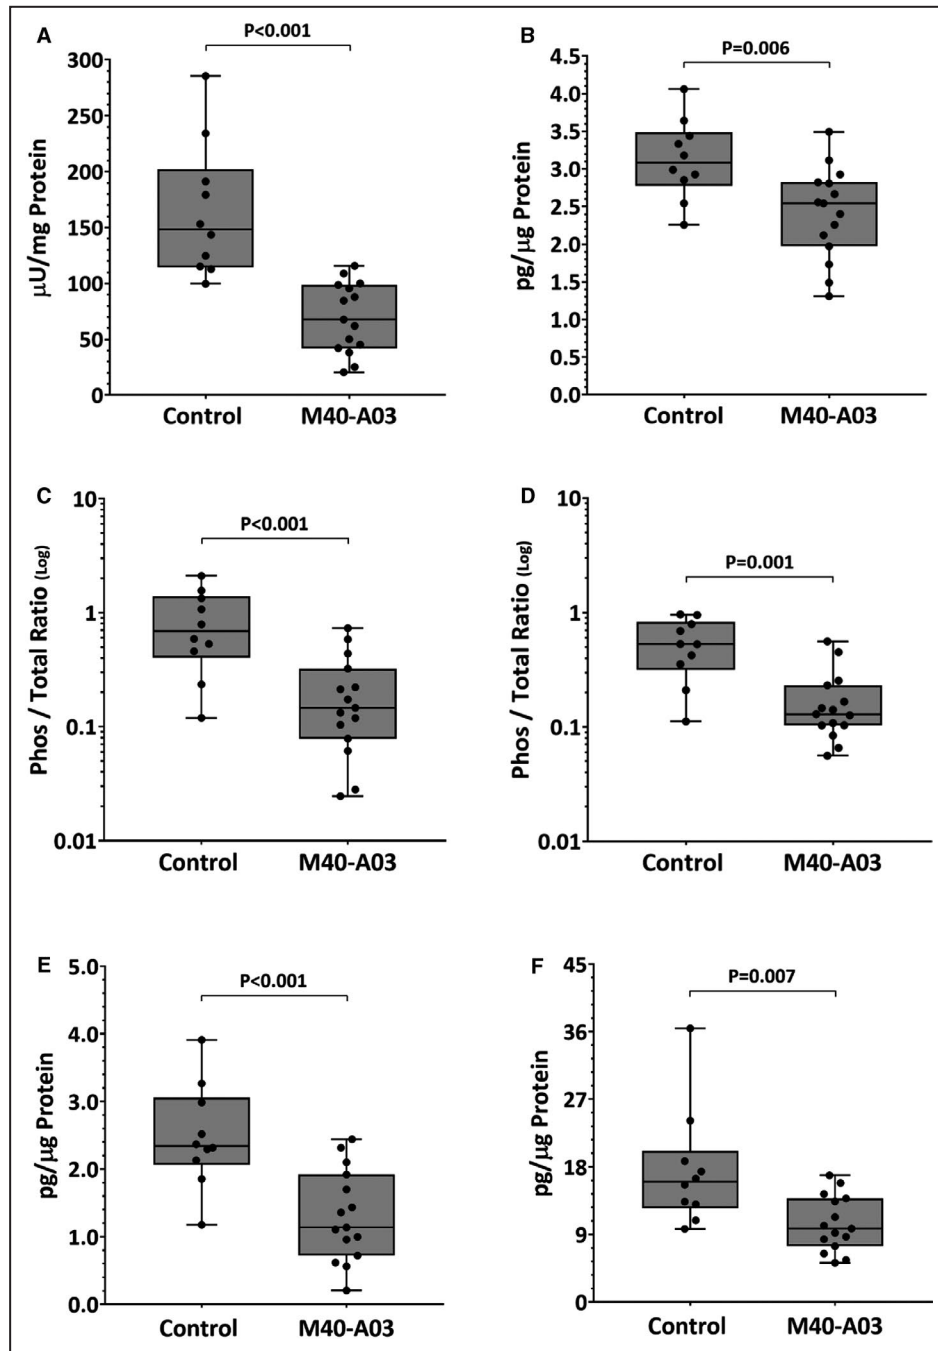 A
P<0.001
300
250
200
150
100
50
0
μU/mg Protein
Control M40-A03
B
P=0.006
4.5
4.0
3.5
3.0
2.5
2.0
1.5
1.0
0.5
0.0
pg/μg Protein
Control M40-A03
C
P<0.001
10
1
0.1
0.01
Phos / Total Ratio (Log)
Control M40-A03
D
P=0.001
10
1
0.1
0.01
Phos / Total Ratio (Log)
Control M40-A03
E
P<0.001
5.0
4.0
3.0
2.0
1.0
0.0
pg/μg Protein
Control M40-A03
F
P=0.007
45
36
27
18
9
0
pg/μg Protein
Control M40-A03